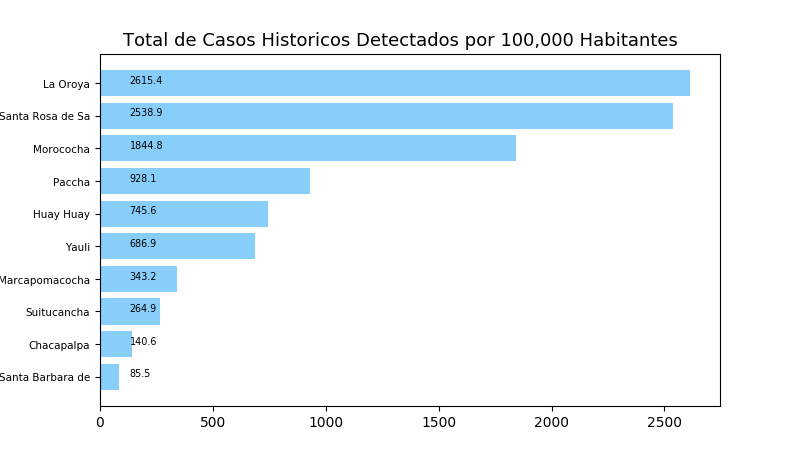 Total de Casos Historicos Detectados por 100,000 Habitantes
La Oroya 2615.4
Santa Rosa de Sa 2538.9
Morococha 1844.8
Paccha 928.1
Huay Huay 745.6
Yauli 686.9
Marcapomacocha 343.2
Suitucancha 264.9
Chacapalpa 140.6
Santa Barbara de 85.5
0 500 1000 1500 2000 2500